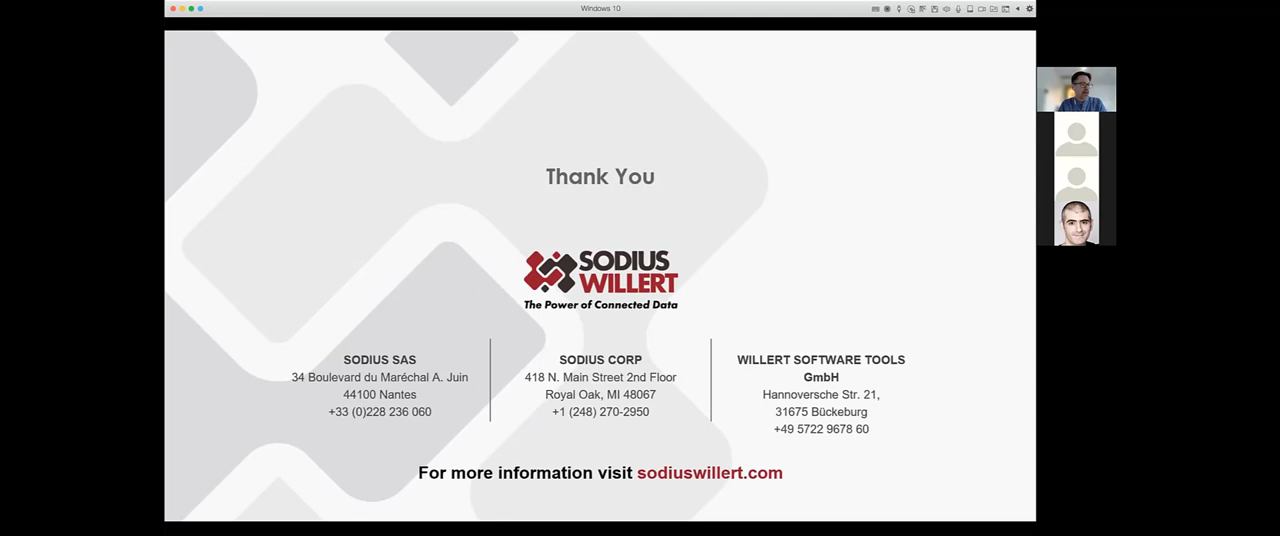 Windows 10
Thank You
SODIUS
WILLERT
The Power of Connected Data
SODIUS SAS
34 Boulevard du Maréchal A. Juin
44100 Nantes
+33 (0)228 236 060
SODIUS CORP
418 N. Main Street 2nd Floor
Royal Oak, MI 48067
+1 (248) 270-2950
WILLERT SOFTWARE TOOLS
GmbH
Hannoversche Str. 21,
31675 Bückeburg
+49 5722 9678 60
For more information visit sodiuswillert.com